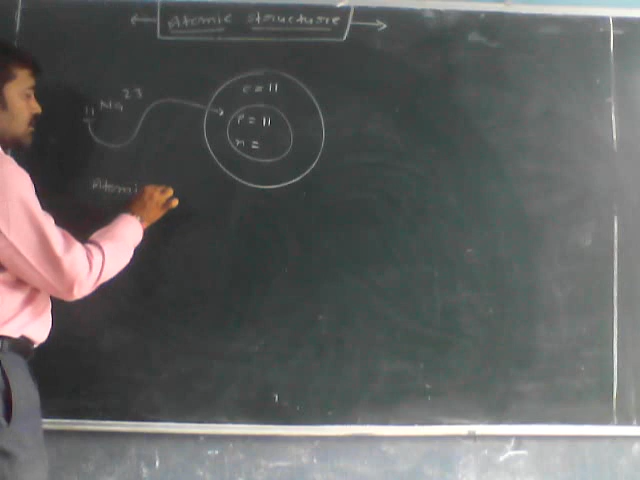 Atomic structure
e = 11
11 Na 23
p = 11
n =
Atomi